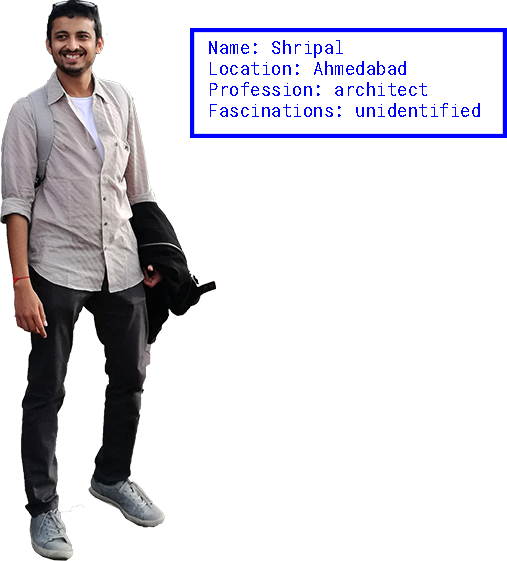 Name: Shripal
Location: Ahmedabad
Profession: architect
Fascinations: unidentified